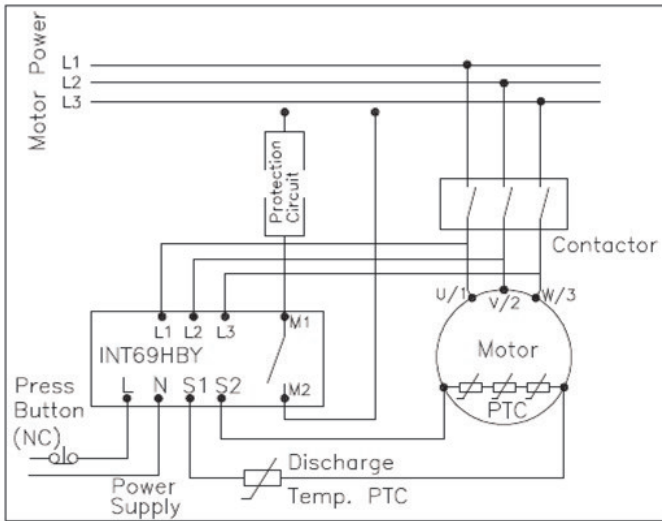 Motor Power
L1
L2
L3
Protection
Circuit
Contactor
U/1
V/2
W/3
L1 L2 L3 M1
INT69HBY
Motor
L N S1 S2 M2
PTC
Press
Button
(NC)
Discharge
Temp. PTC
Power
Supply